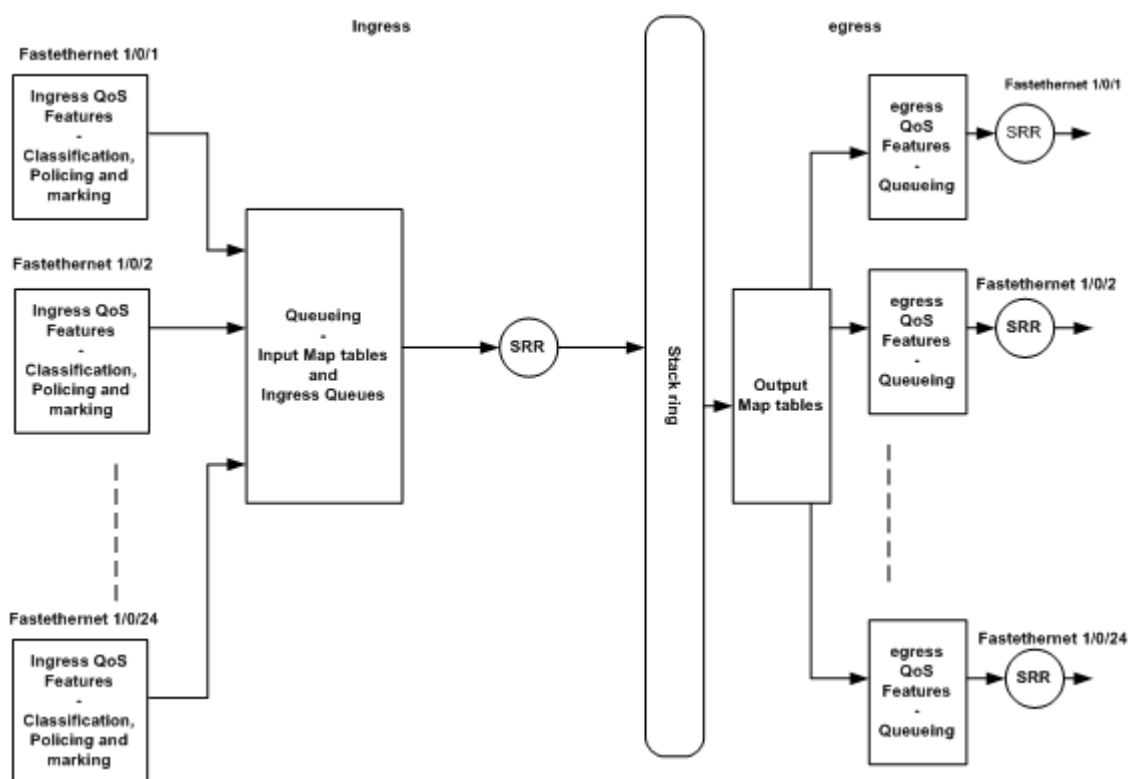 Ingress
egress
Fastethernet 1/0/1
Ingress QoS
Features
-
Classification,
Policing and
marking
Fastethernet 1/0/2
Ingress QoS
Features
-
Classification,
Policing and
marking
Fastethernet 1/0/24
Ingress QoS
Features
-
Classification,
Policing and
marking
Queueing
-
Input Map tables
and
Ingress Queues
SRR
Stack ring
Output
Map tables
egress
QoS
Features
-
Queueing
Fastethernet 1/0/1
SRR
egress
QoS
Features
-
Queueing
Fastethernet 1/0/2
SRR
egress
QoS
Features
-
Queueing
Fastethernet 1/0/24
SRR